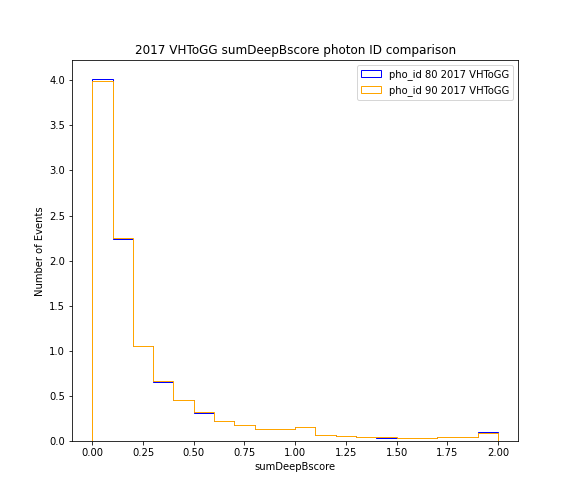 2017 VHToGG sumDeepBscore photon ID comparison
pho_id 80 2017 VHToGG
pho_id 90 2017 VHToGG
Number of Events
4.0
3.5
3.0
2.5
2.0
1.5
1.0
0.5
0.0
0.00 0.25 0.50 0.75 1.00 1.25 1.50 1.75 2.00
sumDeepBscore